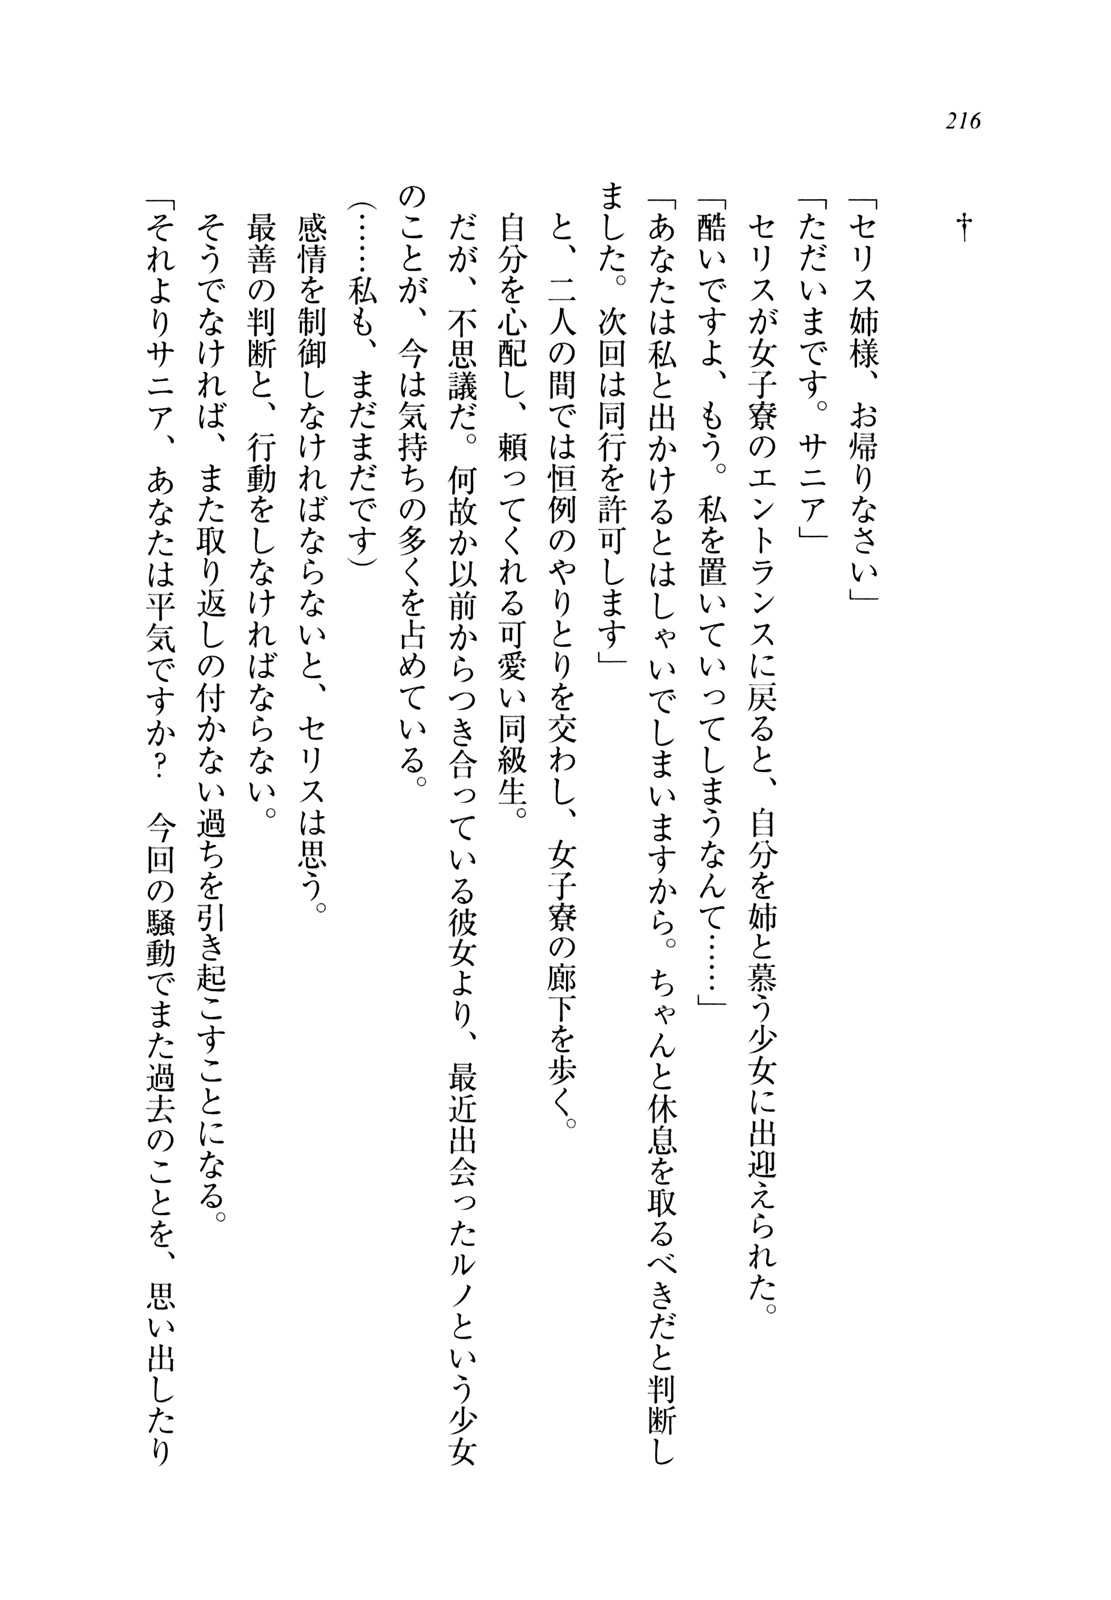 216
†
「セリス姉様、お帰りなさい」
「ただいまです。サニア」
セリスが女子寮のエントランスに戻ると、自分を姉と慕う少女に出迎えられた。
「酷いですよ、もう。私を置いていってしまうなんて……」
「あなたは私と出かけるとはしゃいでしまいますから。ちゃんと休息を取るべきだと判断し
ました。次回は同行を許可します」
と、二人の間では恒例のやりとりを交わし、女子寮の廊下を歩く。
自分を心配し、頼ってくれる可愛い同級生。
だが、不思議だ。何故か以前からつき合っている彼女より、最近出会ったルノという少女
のことが、今は気持ちの多くを占めている。
（……私も、まだまだです）
感情を制御しなければならないと、セリスは思う。
最善の判断と、行動をしなければならない。
そうでなければ、また取り返しの付かない過ちを引き起こすことになる。
「それよりサニア、あなたは平気ですか？　今回の騒動でまた過去のことを、思い出したり